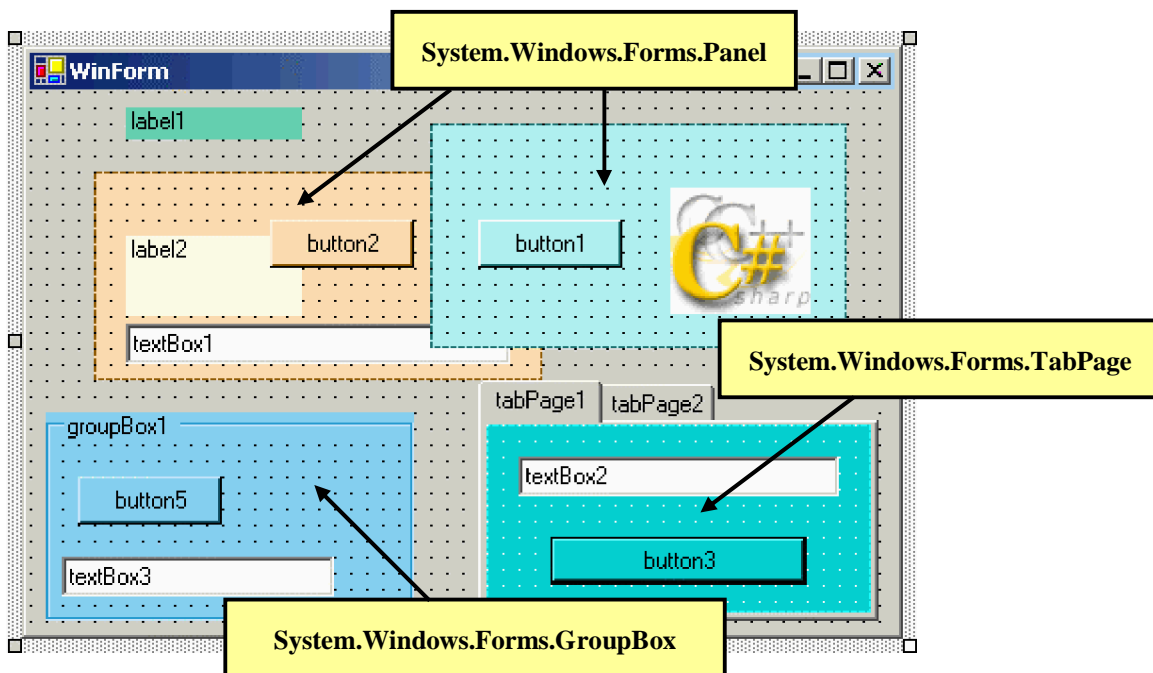 System.Windows.Forms.Panel
WinForm
label1
label2
button2
button1
C C++
C#
sharp
textBox1
System.Windows.Forms.TabPage
tabPage1 tabPage2
groupBox1
textBox2
button5
button3
textBox3
System.Windows.Forms.GroupBox